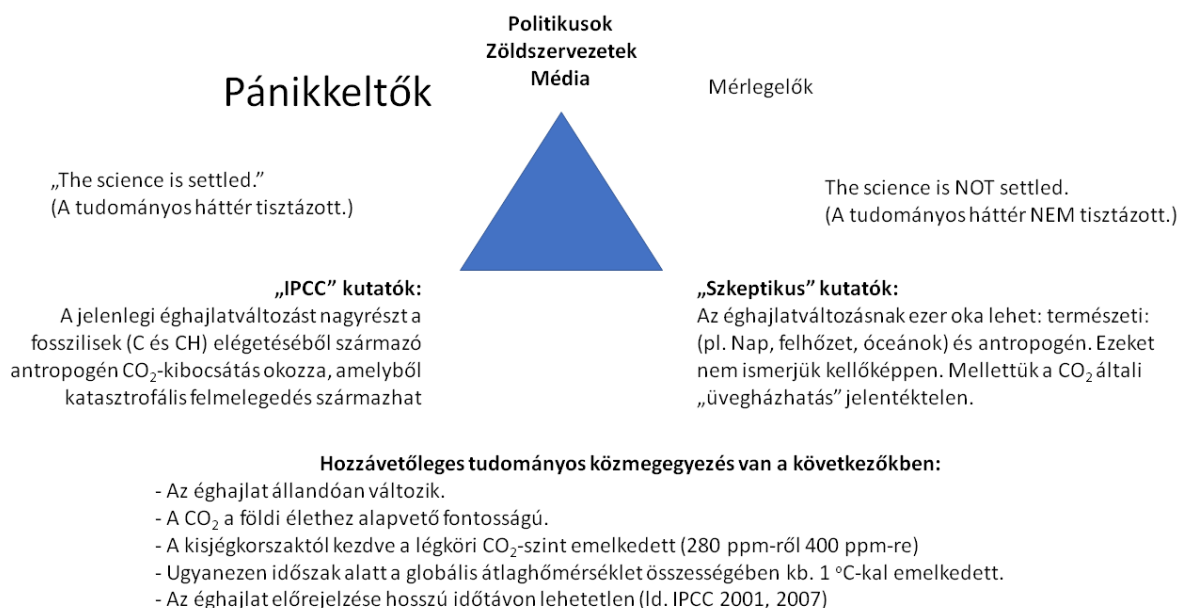 Politikusok
Zöldszervezetek
Média
Pánikkeltők
Mérlegelők
„The science is settled.”
(A tudományos háttér tisztázott.)
The science is NOT settled.
(A tudományos háttér NEM tisztázott.)
„IPCC” kutatók:
A jelenlegi éghajlatváltozást nagyrészt a
fosszilisek (C és CH) elégetéséből származó
antropogén CO₂-kibocsátás okozza, amelyből
katasztrofális felmelegedés származhat
„Szkeptikus” kutatók:
Az éghajlatváltozásnak ezer oka lehet: természeti:
(pl. Nap, felhőzet, óceánok) és antropogén. Ezeket
nem ismerjük kellőképpen. Mellettük a CO₂ általi
„üvegházhatás” jelentéktelen.
Hozzávetőleges tudományos közmegegyezés van a következőkben:
- Az éghajlat állandóan változik.
- A CO₂ a földi élethez alapvető fontosságú.
- A kisjégkorszaktól kezdve a légköri CO₂-szint emelkedett (280 ppm-ről 400 ppm-re)
- Ugyanezen időszak alatt a globális átlaghőmérséklet összességében kb. 1 °C-kal emelkedett.
- Az éghajlat előrejelzése hosszú időtávon lehetetlen (ld. IPCC 2001, 2007)